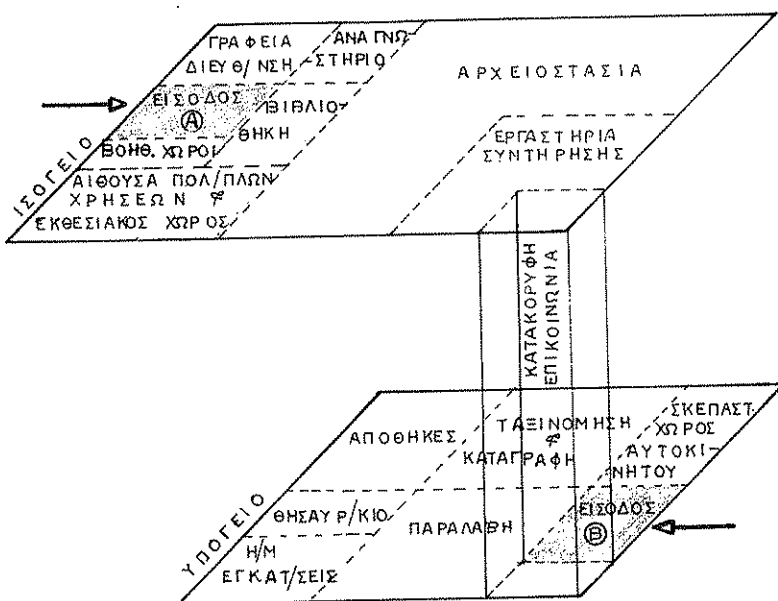 ΓΡΑΦΕΙΑ
ΔΙΕΥΘ/ΝΣΗ
ΑΝΑΓΝΩ-
-ΣΤΗΡΙΟ
ΕΙΣΟΔΟΣ
Α
ΒΙΒΛΙΟ-
ΘΗΚΗ
ΒΟΗΘ. ΧΩΡΟΙ
ΑΙΘΟΥΣΑ ΠΟΛ/ΠΛΩΝ
ΧΡΗΣΕΩΝ &
ΕΚΘΕΣΙΑΚΟΣ ΧΩΡΟΣ
ΑΡΧΕΙΟΣΤΑΣΙΑ
ΕΡΓΑΣΤΗΡΙΑ
ΣΥΝΤΗΡΗΣΗΣ
ΙΣΟΓΕΙΟ
ΚΑΤΑΚΟΡΥΦΗ
ΕΠΙΚΟΙΝΩΝΙΑ
ΑΠΟΘΗΚΕΣ
ΤΑΞΙΝΟΜΗΣΗ
&
ΚΑΤΑΓΡΑΦΗ
ΣΚΕΠΑΣΤ.
ΧΩΡΟΣ
ΑΥΤΟΚΙ-
ΝΗΤΟΥ
ΘΗΣΑΥΡ/ΚΙΟ
ΠΑΡΑΛΑΒΗ
ΕΙΣΟΔΟΣ
Β
Η/Μ
ΕΓΚΑΤ/ΣΕΙΣ
ΥΠΟΓΕΙΟ